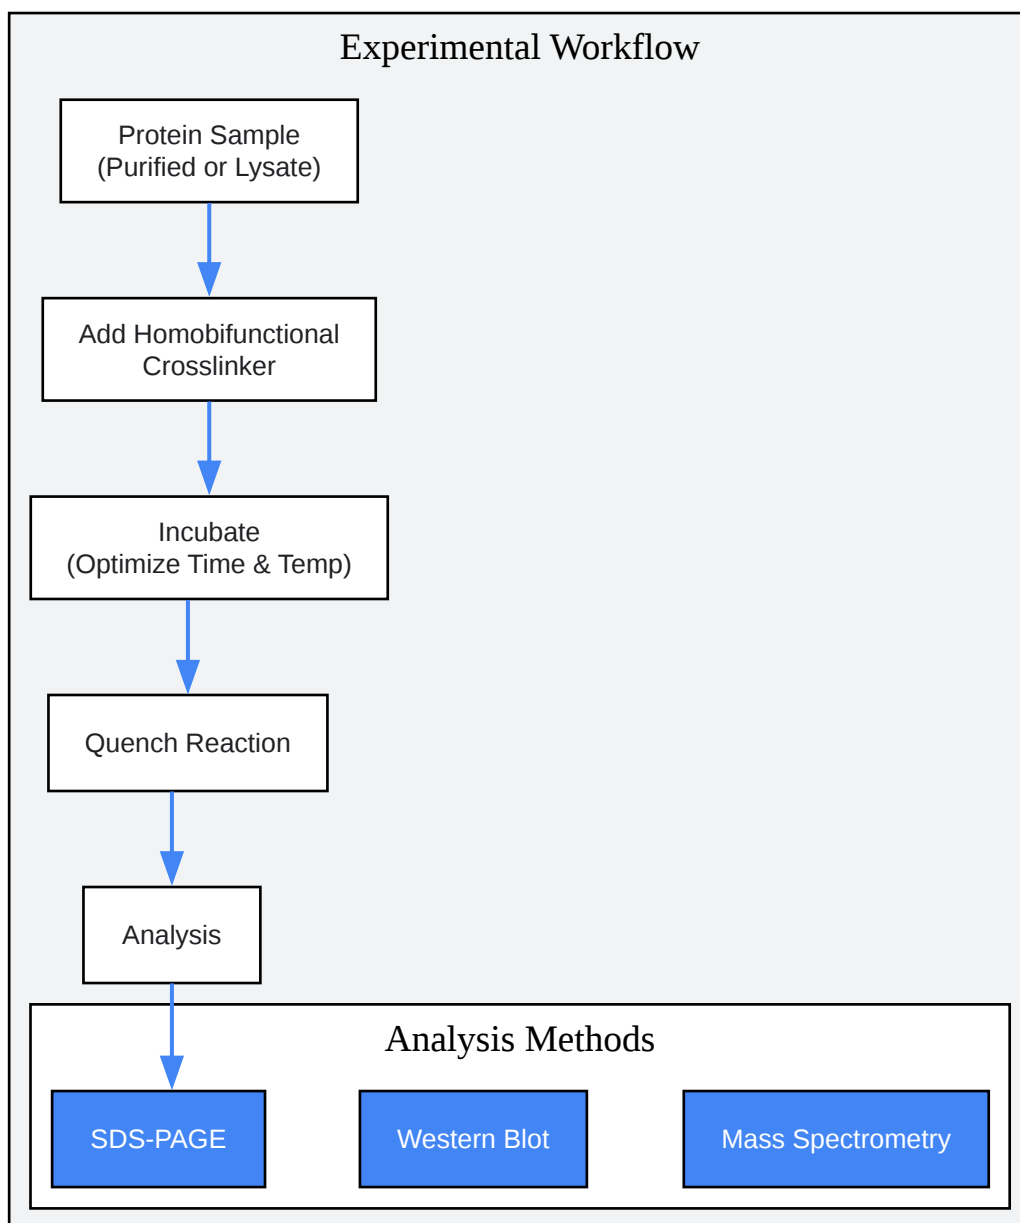 Experimental Workflow
Protein Sample
(Purified or Lysate)
Add Homobifunctional
Crosslinker
Incubate
(Optimize Time & Temp)
Quench Reaction
Analysis
Analysis Methods
SDS-PAGE
Western Blot
Mass Spectrometry